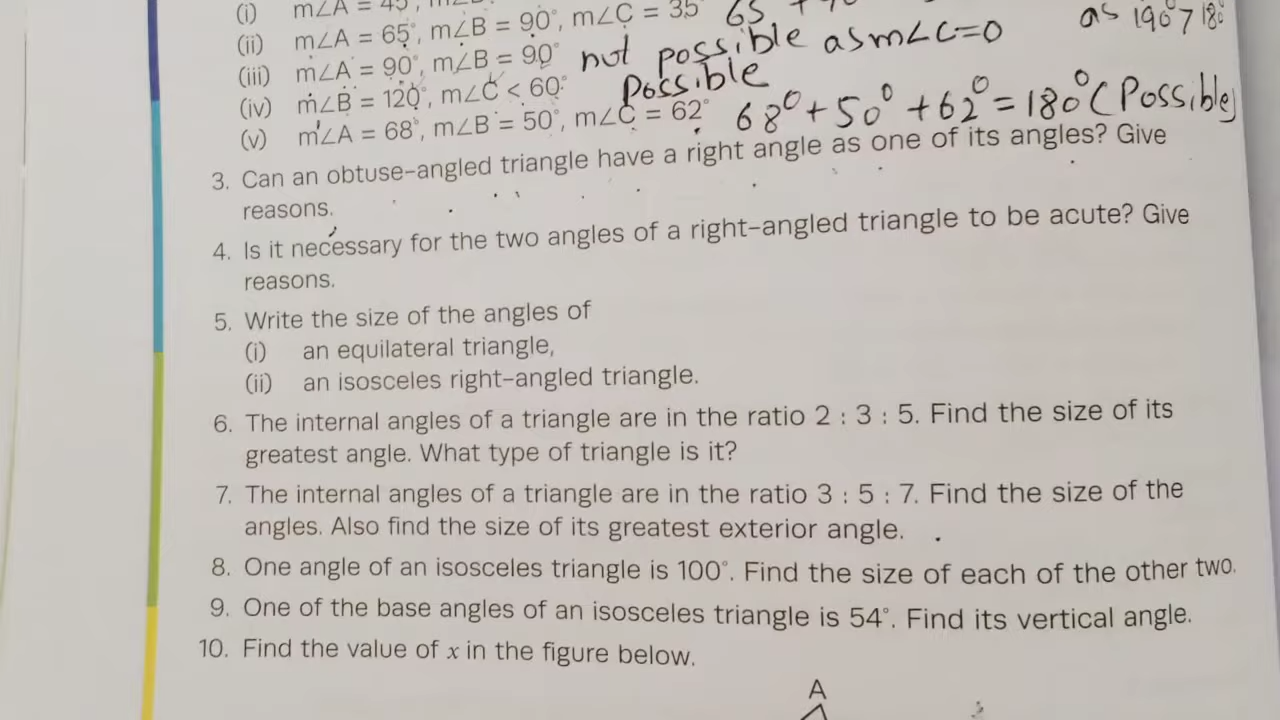 (i) m∠A = 45°,
(ii) m∠A = 65°, m∠B = 90°, m∠C = 35° 65 + as 190°7 180°
(iii) m∠A = 90°, m∠B = 90° not possible as m∠C=0
(iv) m∠B = 120°, m∠C < 60° Possible
(v) m∠A = 68°, m∠B = 50°, m∠C = 62° 68° + 50° + 62° = 180° (Possible)
3. Can an obtuse-angled triangle have a right angle as one of its angles? Give
reasons.
4. Is it necessary for the two angles of a right-angled triangle to be acute? Give
reasons.
5. Write the size of the angles of
(i) an equilateral triangle,
(ii) an isosceles right-angled triangle.
6. The internal angles of a triangle are in the ratio 2 : 3 : 5. Find the size of its
greatest angle. What type of triangle is it?
7. The internal angles of a triangle are in the ratio 3 : 5 : 7. Find the size of the
angles. Also find the size of its greatest exterior angle.
8. One angle of an isosceles triangle is 100°. Find the size of each of the other two.
9. One of the base angles of an isosceles triangle is 54°. Find its vertical angle.
10. Find the value of x in the figure below.
A